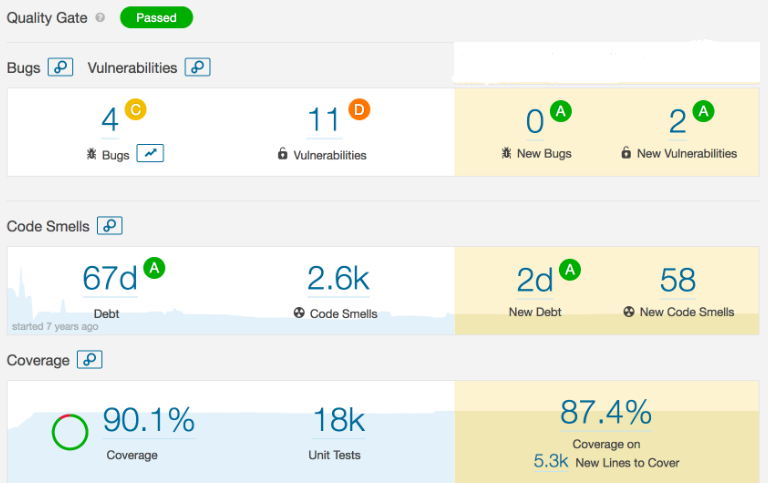 Quality Gate ? Passed
Bugs Vulnerabilities
4 C 11 D 0 A 2 A
Bugs Vulnerabilities New Bugs New Vulnerabilities
Code Smells
67d A 2.6k 2d A 58
Debt Code Smells New Debt New Code Smells
started 7 years ago
Coverage
90.1% 18k 87.4%
Coverage Unit Tests Coverage on
5.3k New Lines to Cover